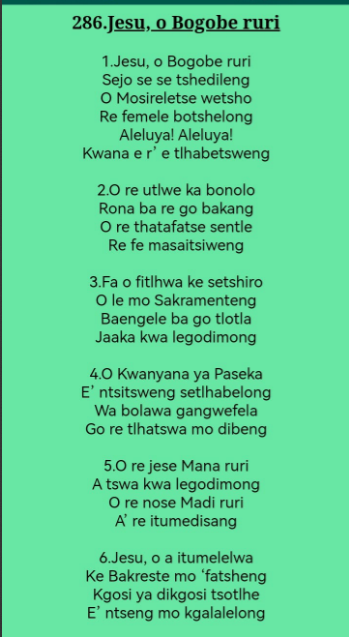 286.Jesu, o Bogobe ruri
1.Jesu, o Bogobe ruri
Sejo se se tshedileng
O Mosireletse wetsho
Re femele botshelong
Aleluya! Aleluya!
Kwana e r' e tlhabetsweng
2.O re utlwe ka bonolo
Rona ba re go bakang
O re thatafatse sentle
Re fe masaitsiweng
3.Fa o fitlhwa ke setshiro
O le mo Sakramenteng
Baengele ba go tlotla
Jaaka kwa legodimong
4.O Kwanyana ya Paseka
E' ntsitsweng setlhabelong
Wa bolawa gangwefela
Go re tlhatswa mo dibeng
5.O re jese Mana ruri
A tswa kwa legodimong
O re nose Madi ruri
A' re itumedisang
6.Jesu, o a itumelelwa
Ke Bakreste mo 'fatsheng
Kgosi ya dikgosi tsotlhe
E' ntseng mo kgalalelong